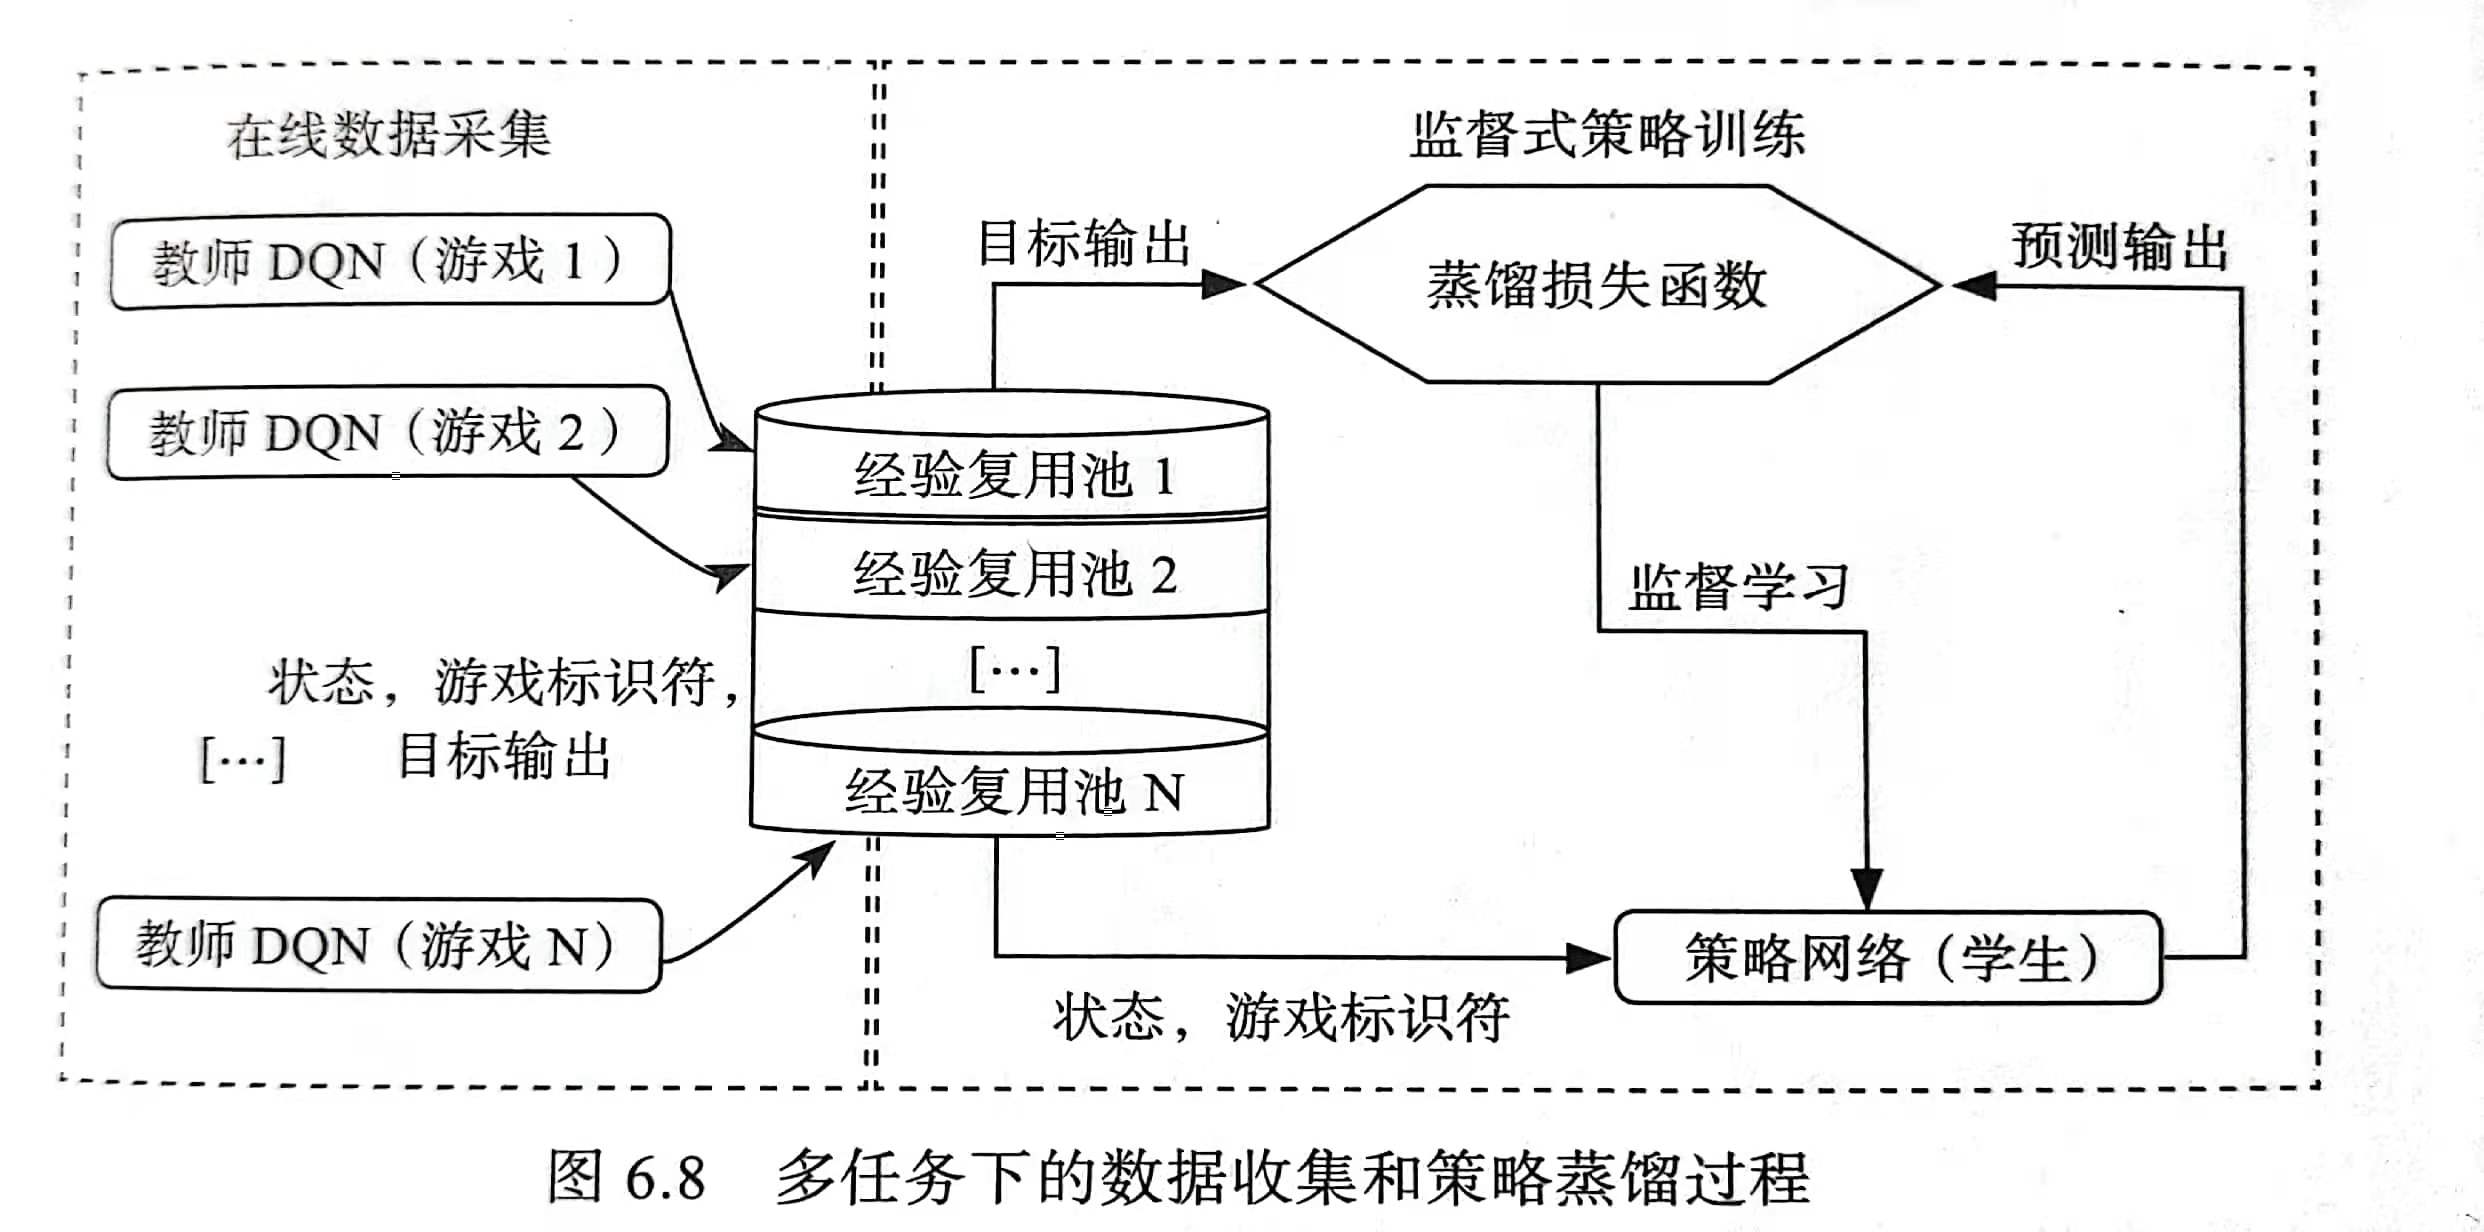 在线数据采集
教师 DQN（游戏 1）
教师 DQN（游戏 2）
状态，游戏标识符，
[…] 目标输出
教师 DQN（游戏 N）
经验复用池 1
经验复用池 2
[…]
经验复用池 N
监督式策略训练
目标输出
蒸馏损失函数
预测输出
监督学习
策略网络（学生）
状态，游戏标识符
图 6.8 多任务下的数据收集和策略蒸馏过程